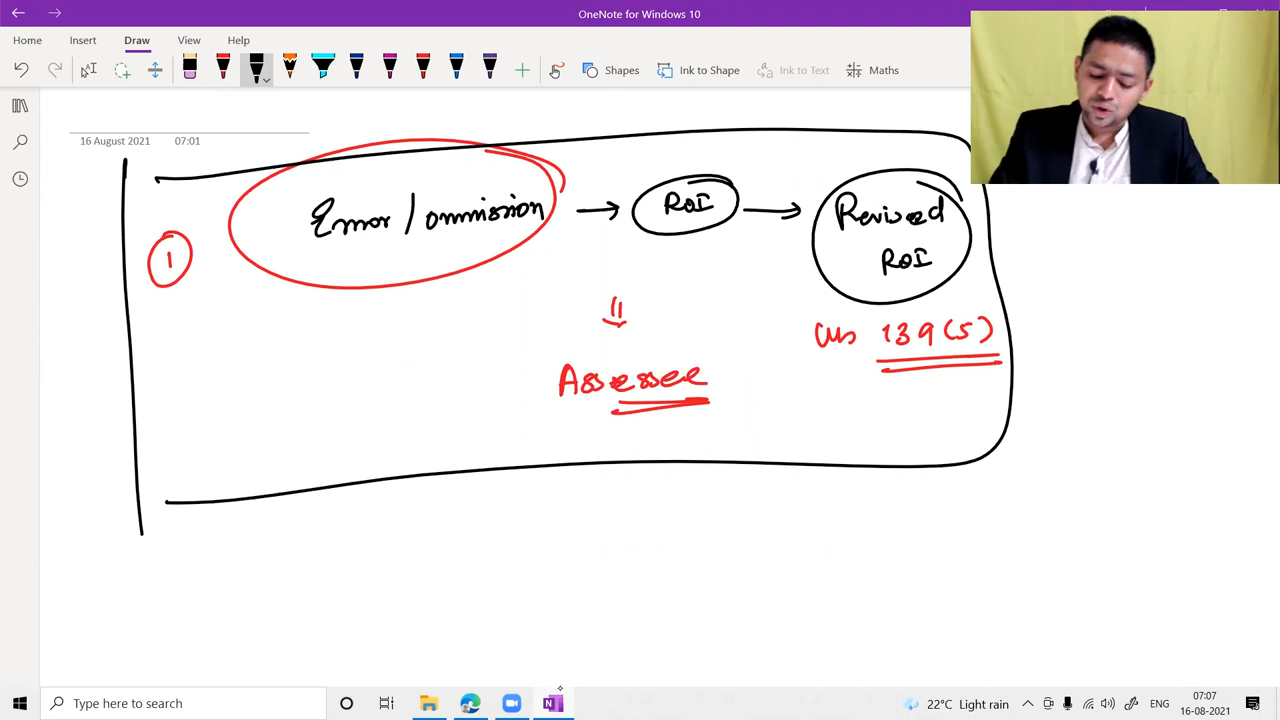 OneNote for Windows 10
Home Insert Draw View Help
Shapes Ink to Shape Ink to Text Maths
16 August 2021 07:01
1 Error / ommission → ROI → Revised
ROI
u/s 139(5)
Assessee
Type here to search
22°C Light rain ENG 07:07
16-08-2021